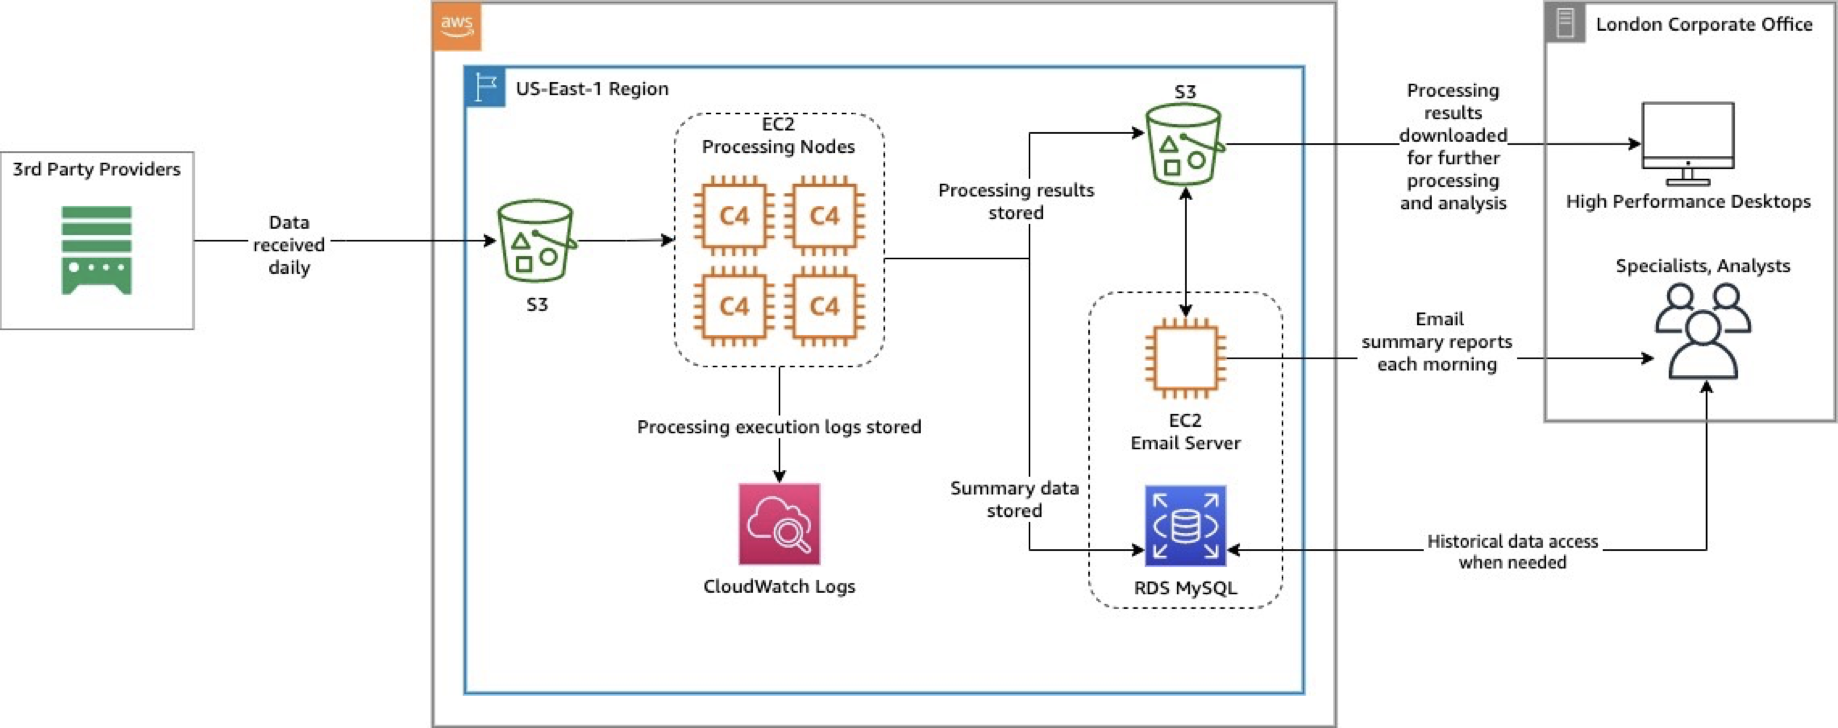 aws
London Corporate Office
US-East-1 Region
3rd Party Providers
Data
received
daily
S3
EC2
Processing Nodes
C4
C4
C4
C4
Processing execution logs stored
CloudWatch Logs
Processing results
stored
Summary data
stored
S3
EC2
Email Server
RDS MySQL
Processing
results
downloaded
for further
processing
and analysis
High Performance Desktops
Specialists, Analysts
Email
summary reports
each morning
Historical data access
when needed